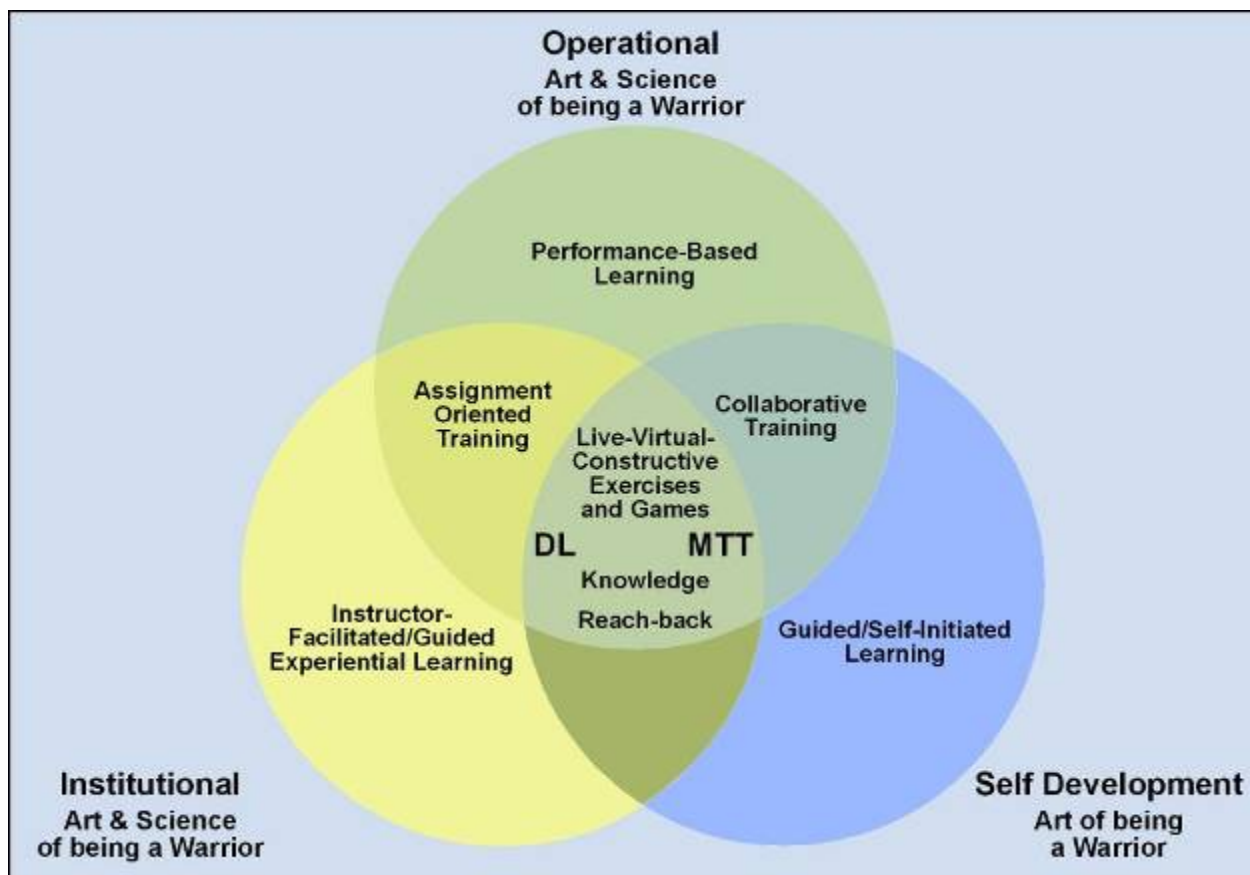 Operational
Art & Science
of being a Warrior
Performance-Based
Learning
Assignment
Oriented
Training
Collaborative
Training
Live-Virtual-
Constructive
Exercises
and Games
DL MTT
Knowledge
Reach-back
Instructor-
Facilitated/Guided
Experiential Learning
Guided/Self-Initiated
Learning
Institutional
Art & Science
of being a Warrior
Self Development
Art of being
a Warrior